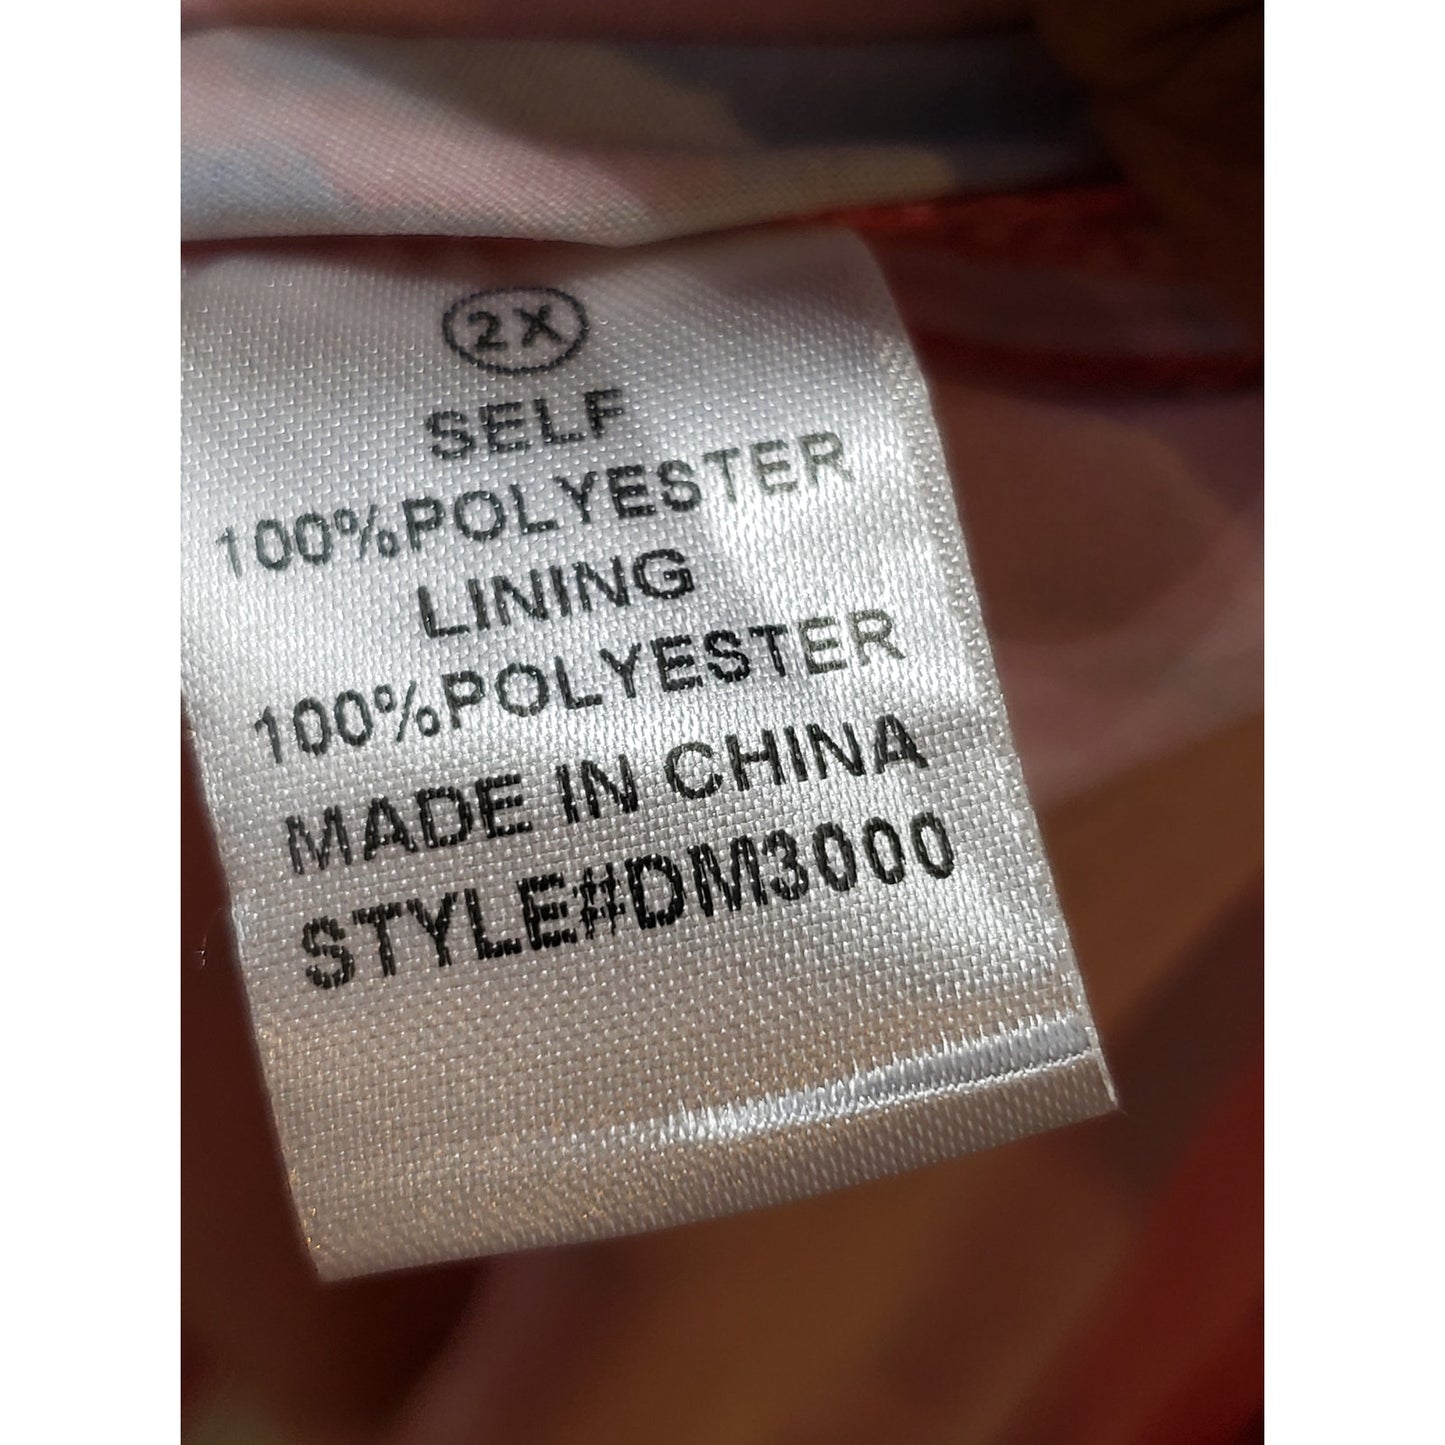 2X
SELF
100%POLYESTER
LINING
100%POLYESTER
MADE IN CHINA
STYLE#DM3000